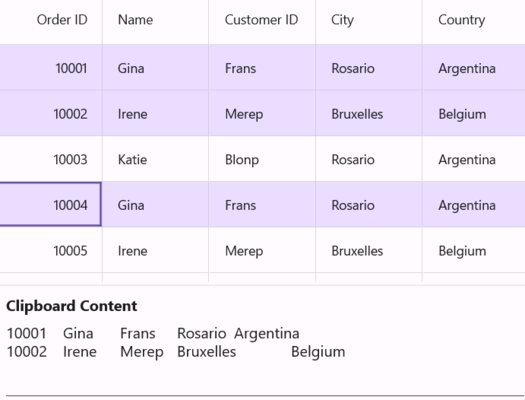 Order ID Name Customer ID City Country
10001 Gina Frans Rosario Argentina
10002 Irene Merep Bruxelles Belgium
10003 Katie Blonp Rosario Argentina
10004 Gina Frans Rosario Argentina
10005 Irene Merep Bruxelles Belgium
Clipboard Content
10001 Gina Frans Rosario Argentina
10002 Irene Merep Bruxelles Belgium